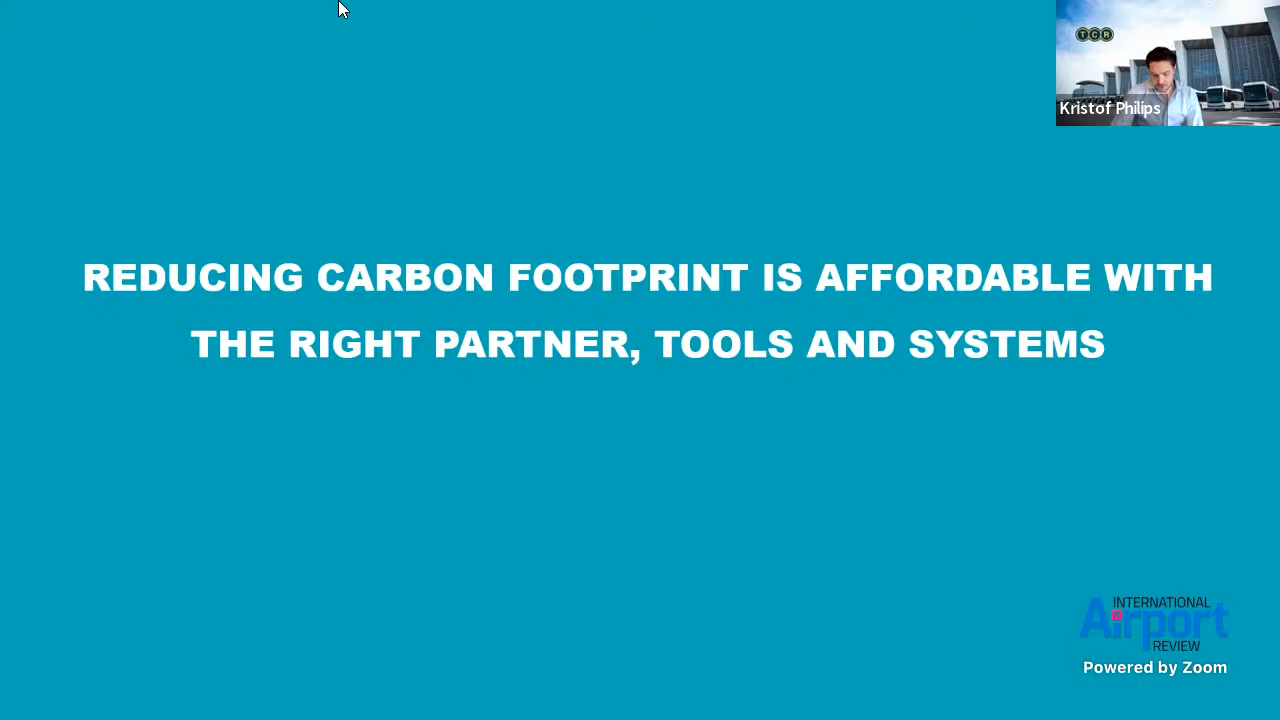 TCR
Kristof Philips
REDUCING CARBON FOOTPRINT IS AFFORDABLE WITH
THE RIGHT PARTNER, TOOLS AND SYSTEMS
INTERNATIONAL
Airport
REVIEW
Powered by Zoom